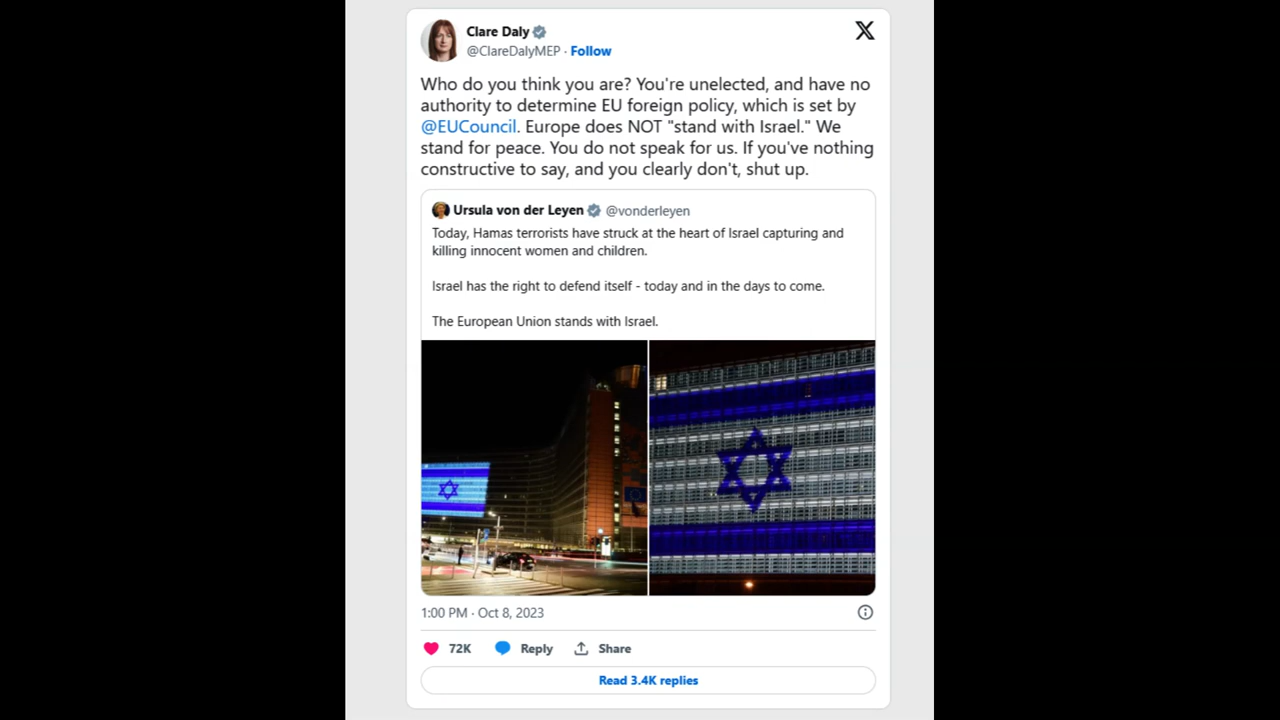 Clare Daly
@ClareDalyMEP · Follow
Who do you think you are? You're unelected, and have no
authority to determine EU foreign policy, which is set by
@EUCouncil. Europe does NOT "stand with Israel." We
stand for peace. You do not speak for us. If you've nothing
constructive to say, and you clearly don't, shut up.
Ursula von der Leyen @vonderleyen
Today, Hamas terrorists have struck at the heart of Israel capturing and
killing innocent women and children.
Israel has the right to defend itself - today and in the days to come.
The European Union stands with Israel.
1:00 PM · Oct 8, 2023
72K Reply Share
Read 3.4K replies